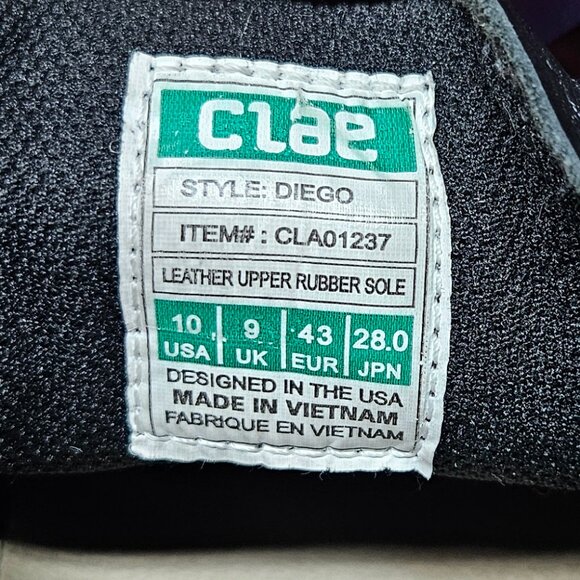 Clae
STYLE: DIEGO
ITEM# : CLA01237
LEATHER UPPER RUBBER SOLE
10 9 43 28.0
USA UK EUR JPN
DESIGNED IN THE USA
MADE IN VIETNAM
FABRIQUE EN VIETNAM